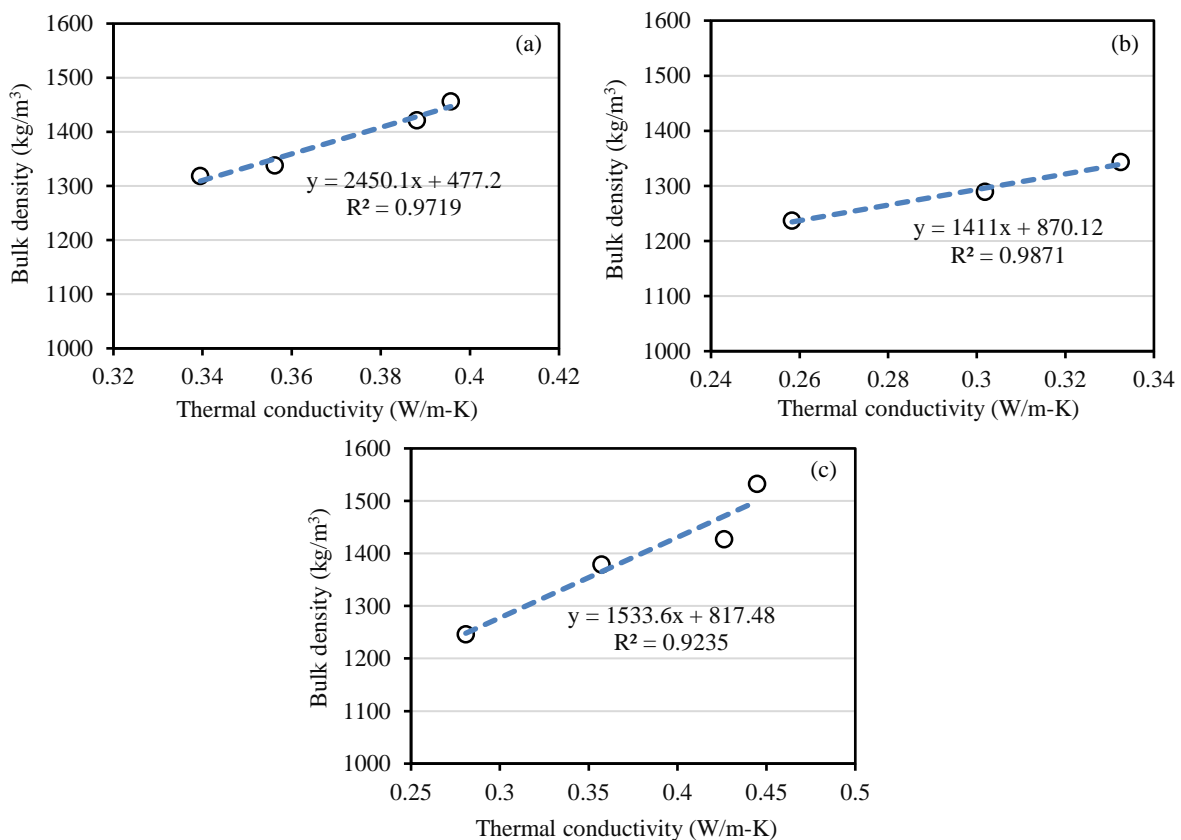 (a)
Bulk density (kg/m³)
1600
1500
1400
1300
1200
1100
1000
y = 2450.1x + 477.2
R² = 0.9719
0.32 0.34 0.36 0.38 0.4 0.42
Thermal conductivity (W/m-K)
(b)
Bulk density (kg/m³)
1600
1500
1400
1300
1200
1100
1000
y = 1411x + 870.12
R² = 0.9871
0.24 0.26 0.28 0.3 0.32 0.34
Thermal conductivity (W/m-K)
(c)
Bulk density (kg/m³)
1600
1500
1400
1300
1200
1100
1000
y = 1533.6x + 817.48
R² = 0.9235
0.25 0.3 0.35 0.4 0.45 0.5
Thermal conductivity (W/m-K)